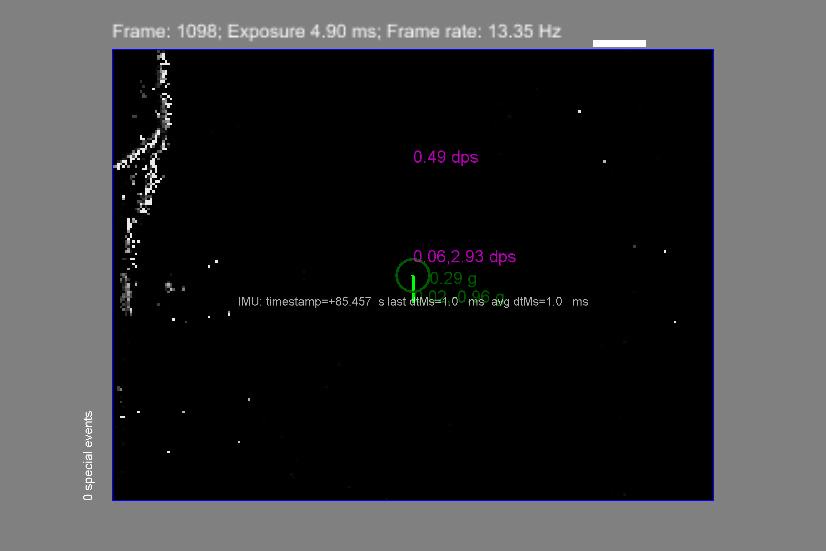 Frame: 1098; Exposure 4.90 ms; Frame rate: 13.35 Hz
0.49 dps
0.06,2.93 dps
0.29 g
IMU: timestamp=+85.457 s last dtMs=1.0 ms avg dtMs=1.0 ms
0 special events